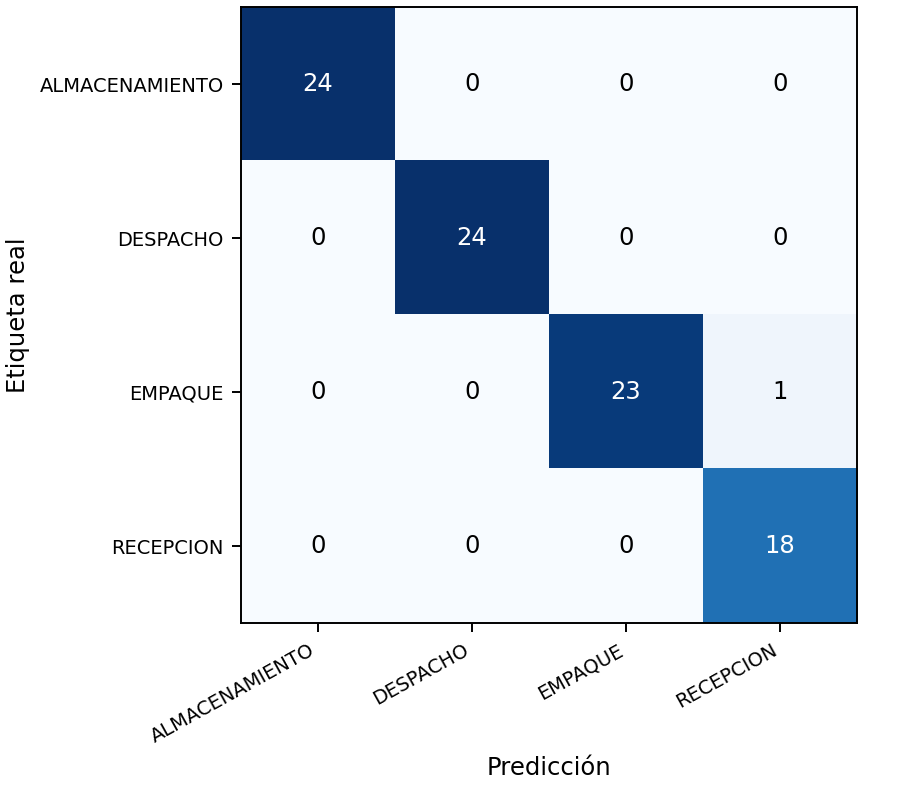 Etiqueta real
ALMACENAMIENTO 24 0 0 0
DESPACHO 0 24 0 0
EMPAQUE 0 0 23 1
RECEPCION 0 0 0 18
ALMACENAMIENTO DESPACHO EMPAQUE RECEPCION
Predicción